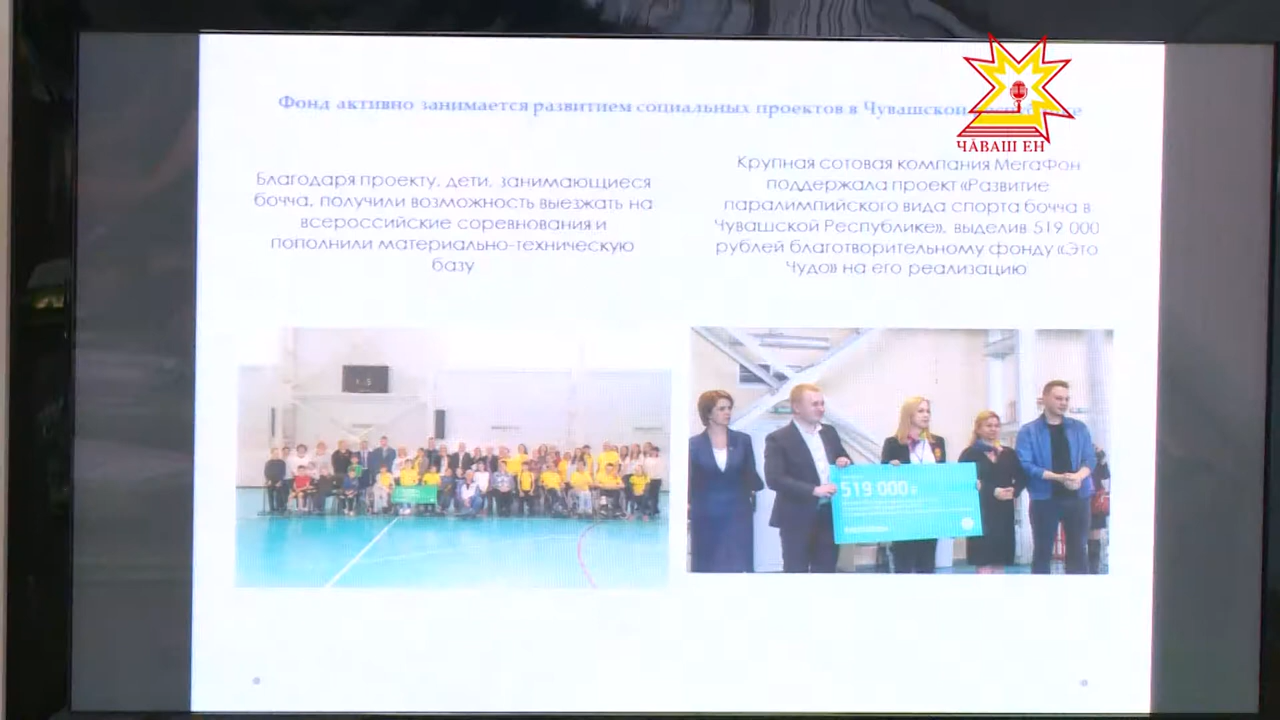 Фонд активно занимается развитием социальных проектов в Чувашской
ЧӐВАШ ЕН
Благодаря проекту, дети, занимающиеся
бочча, получили возможность выезжать на
всероссийские соревнования и
пополнили материально-техническую
базу
Крупная сотовая компания МегаФон
поддержала проект «Развитие
паралимпийского вида спорта бочча в
Чувашской Республике», выделив 519 000
рублей благотворительному фонду «Это
Чудо» на его реализацию
519 000 ₽